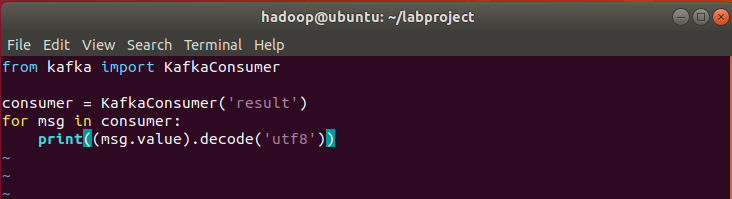 hadoop@ubuntu: ~/labproject
File Edit View Search Terminal Help
from kafka import KafkaConsumer
consumer = KafkaConsumer('result')
for msg in consumer:
    print((msg.value).decode('utf8'))
~
~
~